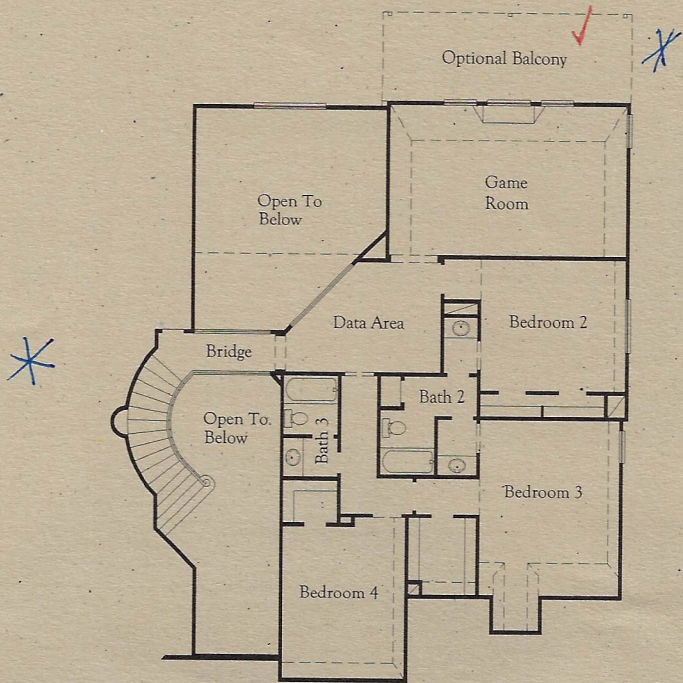 Optional Balcony
Game
Room
Open To
Below
Data Area
Bedroom 2
Bridge
Bath 2
Open To.
Below
Bath 3
Bedroom 3
Bedroom 4